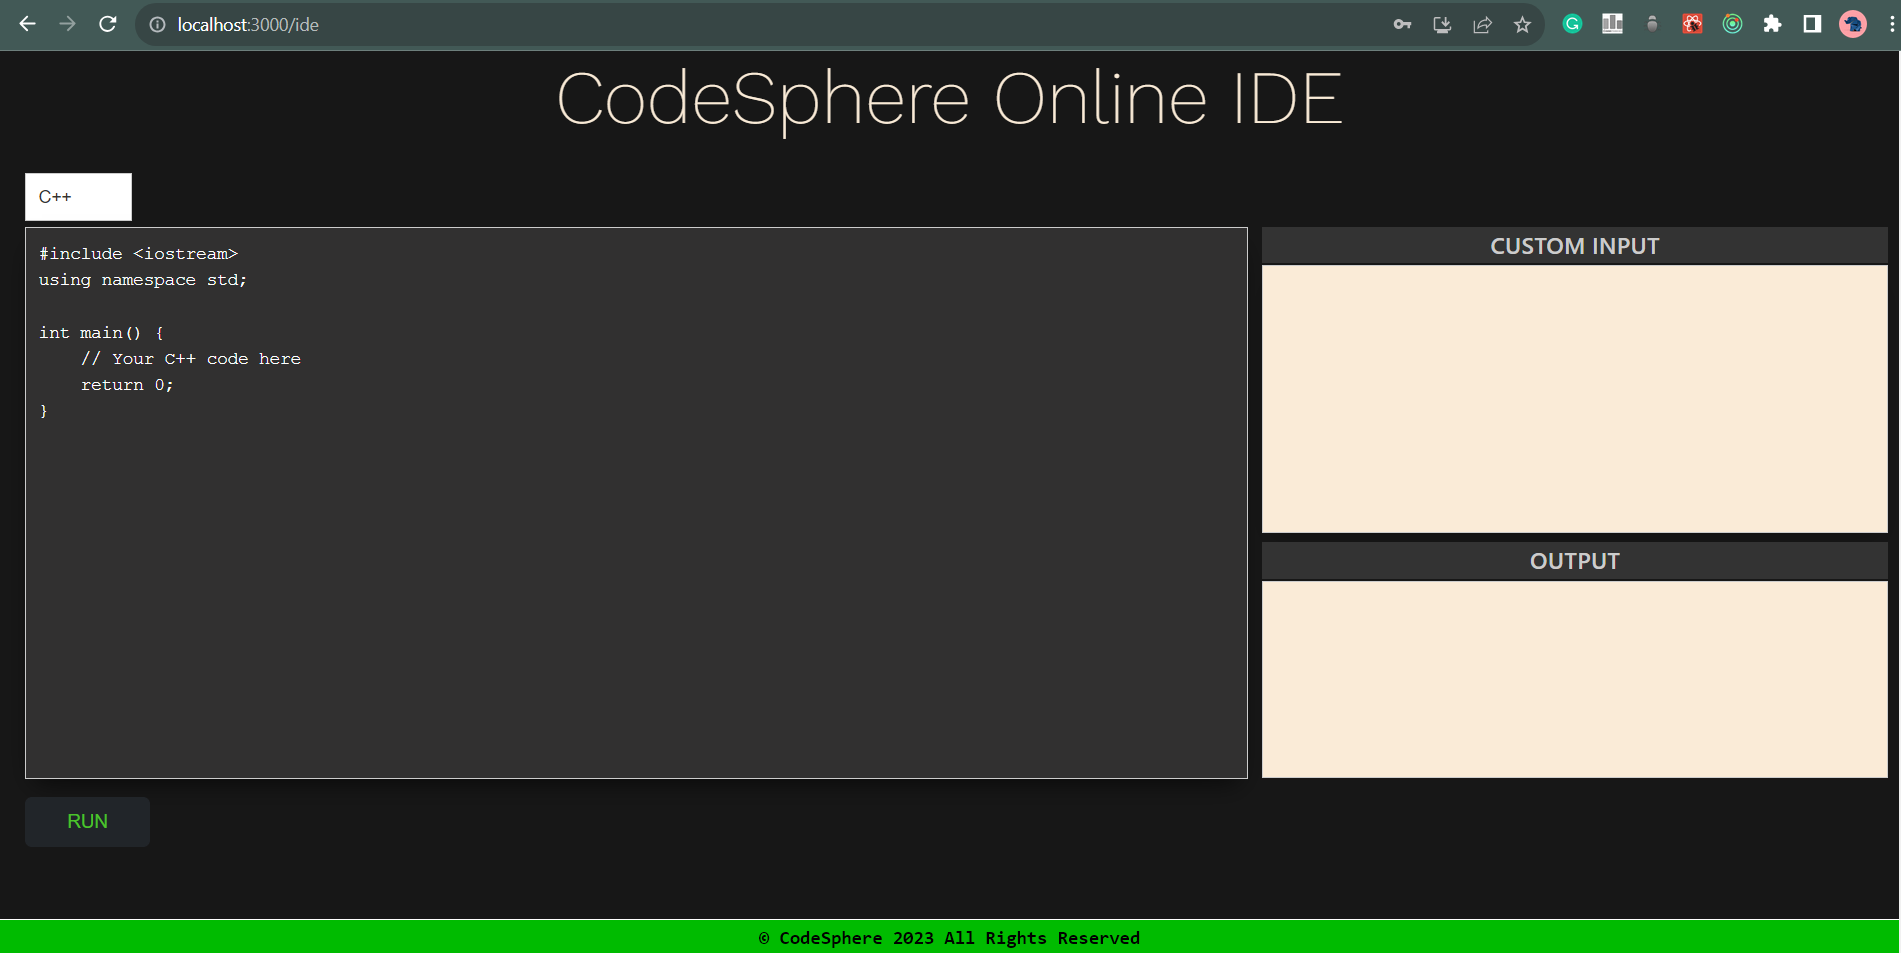 localhost:3000/ide
CodeSphere Online IDE
C++
#include <iostream>
using namespace std;
int main() {
    // Your C++ code here
    return 0;
}
CUSTOM INPUT
OUTPUT
RUN
© CodeSphere 2023 All Rights Reserved